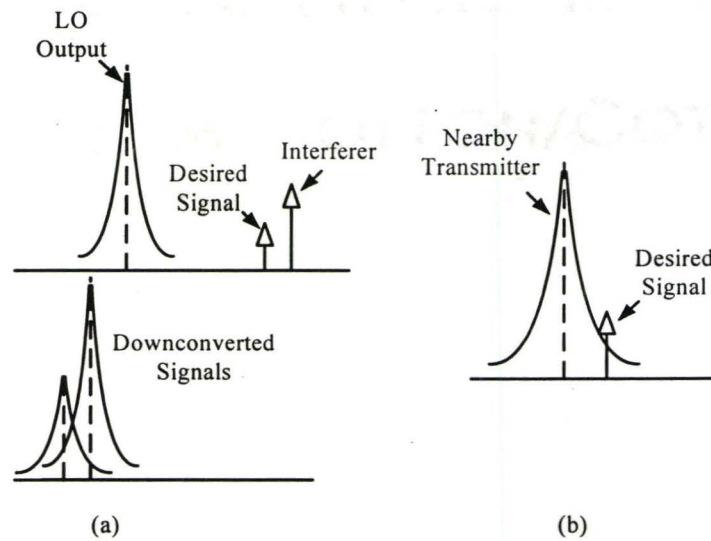 LO
Output
Desired
Signal
Interferer
Downconverted
Signals
(a)
Nearby
Transmitter
Desired
Signal
(b)